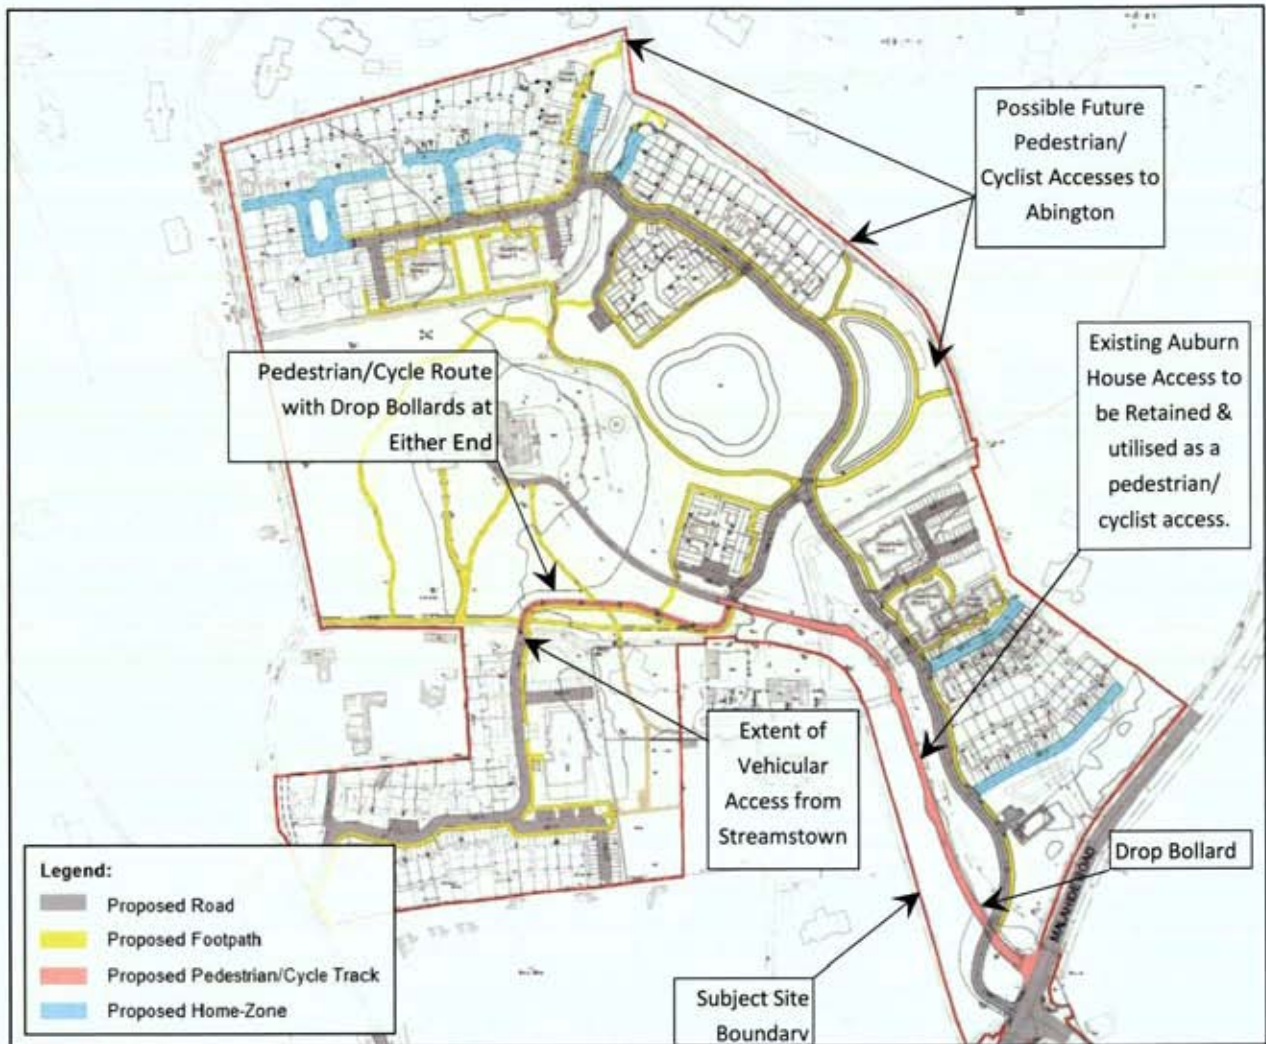 Possible Future
Pedestrian/
Cyclist Accesses to
Abington
Existing Auburn
House Access to
be Retained &
utilised as a
pedestrian/
cyclist access.
Pedestrian/Cycle Route
with Drop Bollards at
Either End
Extent of
Vehicular
Access from
Streamstown
Drop Bollard
MALAHIDE ROAD
Subject Site
Boundary
Legend:
Proposed Road
Proposed Footpath
Proposed Pedestrian/Cycle Track
Proposed Home-Zone